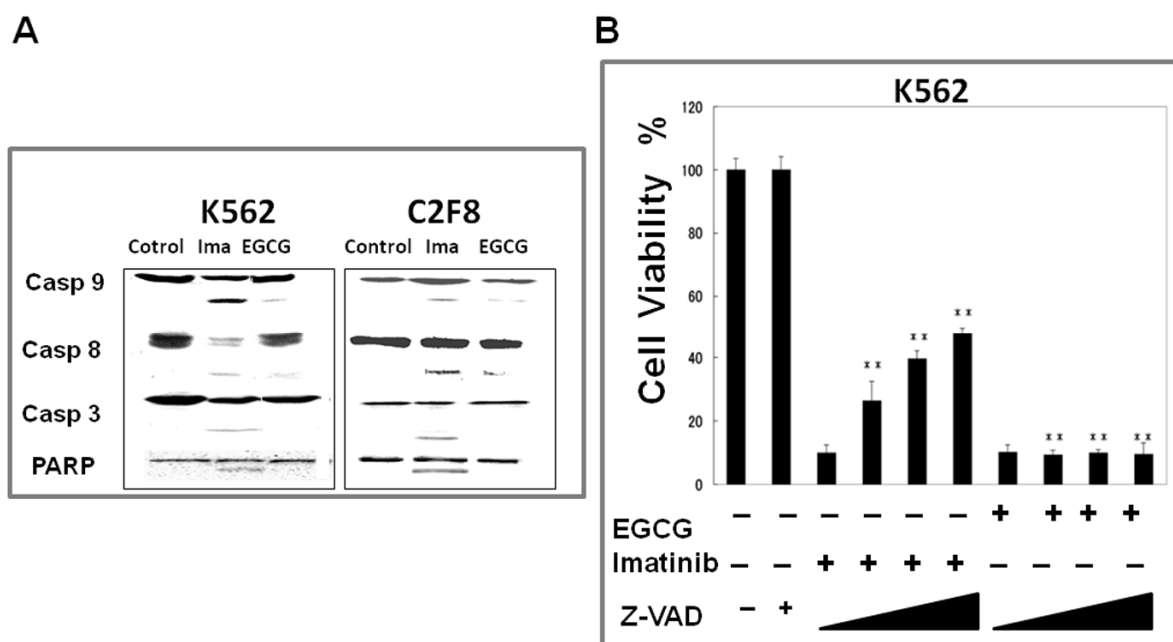 A
K562
Cotrol Ima EGCG
C2F8
Control Ima EGCG
Casp 9
Casp 8
Casp 3
PARP
B
K562
Cell Viability %
120
100
80
60
40
20
0
** ** ** ** ** **
EGCG − − − − − − + + + +
Imatinib − − + + + + − − − −
Z-VAD − +